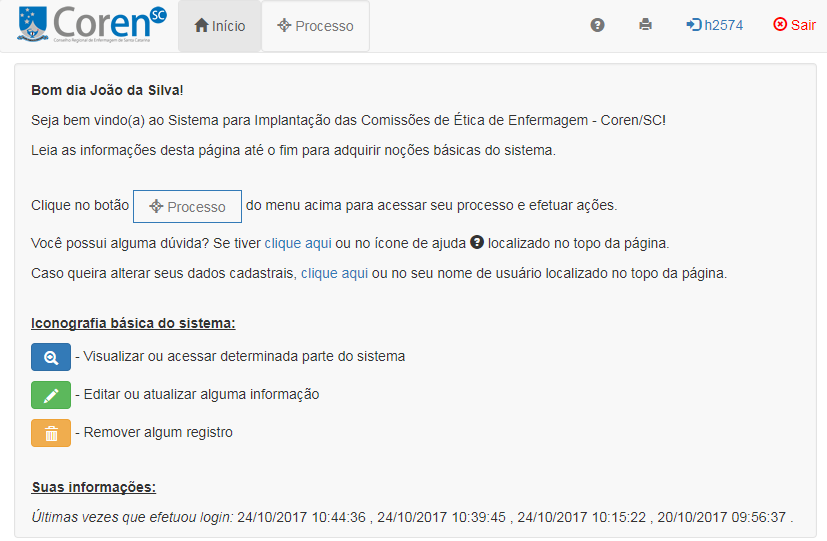 Coren SC
Conselho Regional de Enfermagem de Santa Catarina
Início
Processo
h2574
Sair
Bom dia João da Silva!
Seja bem vindo(a) ao Sistema para Implantação das Comissões de Ética de Enfermagem - Coren/SC!
Leia as informações desta página até o fim para adquirir noções básicas do sistema.
Clique no botão Processo do menu acima para acessar seu processo e efetuar ações.
Você possui alguma dúvida? Se tiver clique aqui ou no ícone de ajuda ? localizado no topo da página.
Caso queira alterar seus dados cadastrais, clique aqui ou no seu nome de usuário localizado no topo da página.
Iconografia básica do sistema:
- Visualizar ou acessar determinada parte do sistema
- Editar ou atualizar alguma informação
- Remover algum registro
Suas informações:
Últimas vezes que efetuou login: 24/10/2017 10:44:36 , 24/10/2017 10:39:45 , 24/10/2017 10:15:22 , 20/10/2017 09:56:37 .